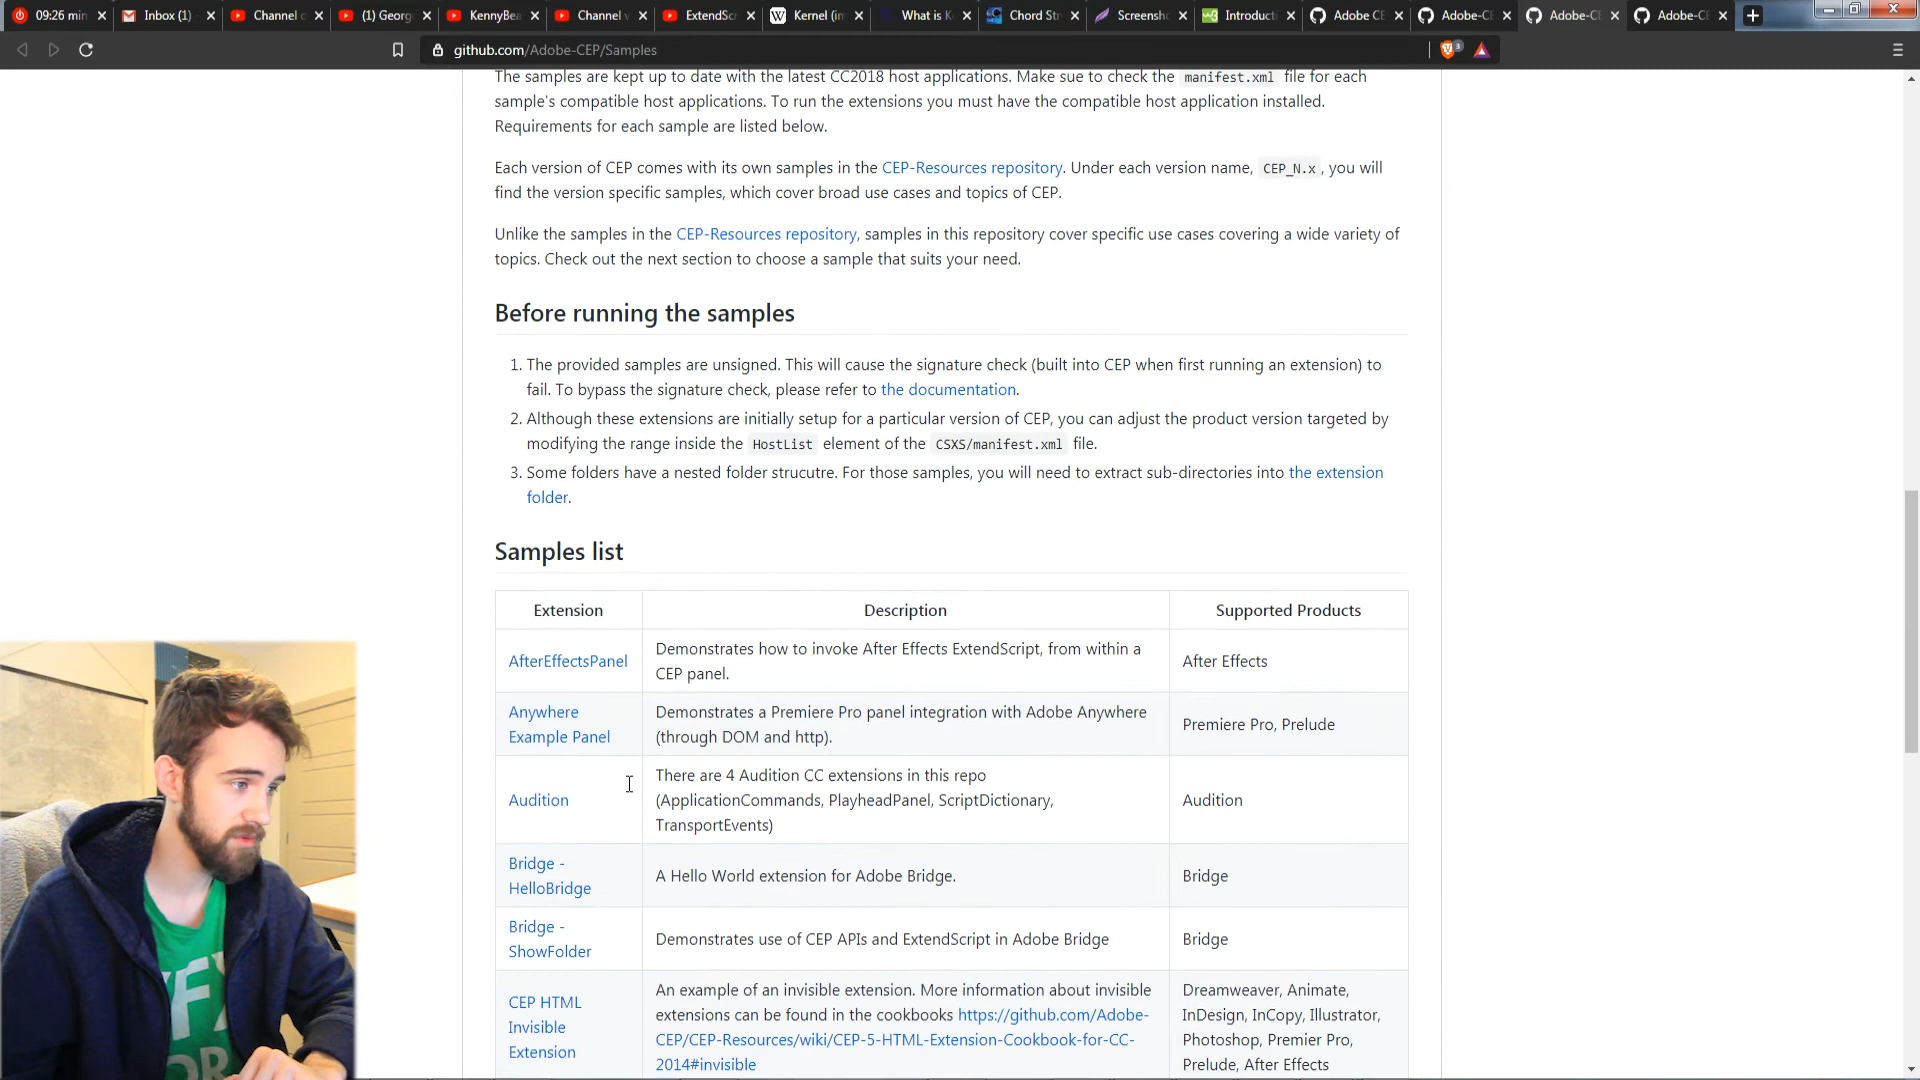 09:26 min
Inbox (1)
Channel
(1) Georg
KennyBea
Channel
ExtendSc
Kernel (in
What is K
Chord Str
Screensh
Introduct
Adobe CE
Adobe-CE
Adobe-CE
Adobe-CE
github.com/Adobe-CEP/Samples
3
The samples are kept up to date with the latest CC2018 host applications. Make sue to check the manifest.xml file for each
sample's compatible host applications. To run the extensions you must have the compatible host application installed.
Requirements for each sample are listed below.
Each version of CEP comes with its own samples in the CEP-Resources repository. Under each version name, CEP_N.x, you will
find the version specific samples, which cover broad use cases and topics of CEP.
Unlike the samples in the CEP-Resources repository, samples in this repository cover specific use cases covering a wide variety of
topics. Check out the next section to choose a sample that suits your need.
Before running the samples
1. The provided samples are unsigned. This will cause the signature check (built into CEP when first running an extension) to
fail. To bypass the signature check, please refer to the documentation.
2. Although these extensions are initially setup for a particular version of CEP, you can adjust the product version targeted by
modifying the range inside the HostList element of the CSXS/manifest.xml file.
3. Some folders have a nested folder strucutre. For those samples, you will need to extract sub-directories into the extension
folder.
Samples list
Extension Description Supported Products
AfterEffectsPanel
Demonstrates how to invoke After Effects ExtendScript, from within a
CEP panel.
After Effects
Anywhere
Example Panel
Demonstrates a Premiere Pro panel integration with Adobe Anywhere
(through DOM and http).
Premiere Pro, Prelude
Audition
There are 4 Audition CC extensions in this repo
(ApplicationCommands, PlayheadPanel, ScriptDictionary,
TransportEvents)
Audition
Bridge -
HelloBridge
A Hello World extension for Adobe Bridge.
Bridge
Bridge -
ShowFolder
Demonstrates use of CEP APIs and ExtendScript in Adobe Bridge
Bridge
CEP HTML
Invisible
Extension
An example of an invisible extension. More information about invisible
extensions can be found in the cookbooks https://github.com/Adobe-
CEP/CEP-Resources/wiki/CEP-5-HTML-Extension-Cookbook-for-CC-
2014#invisible
Dreamweaver, Animate,
InDesign, InCopy, Illustrator,
Photoshop, Premier Pro,
Prelude, After Effects